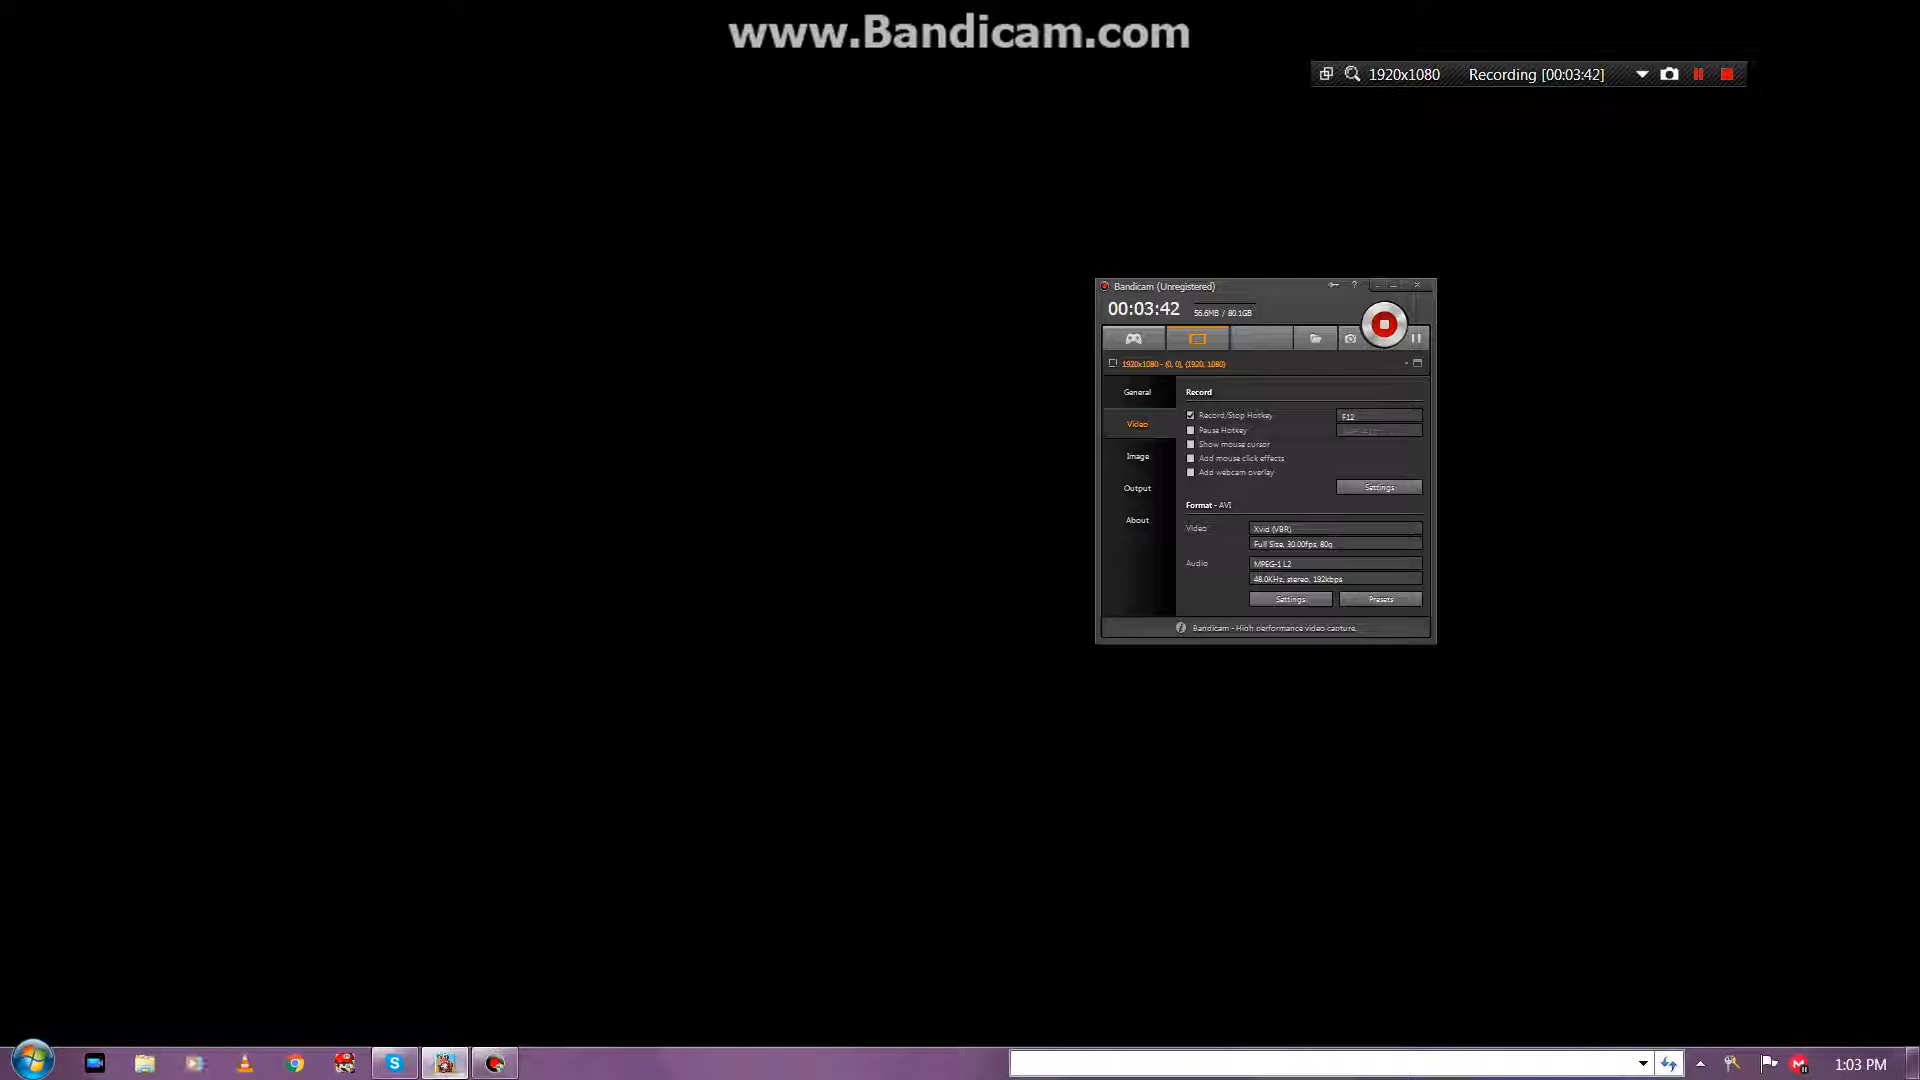 www.Bandicam.com
1920x1080 Recording [00:03:42]
Bandicam (Unregistered)
00:03:42 56.6MB / 80.1GB
1920x1080 - (0, 0), (1920, 1080)
General
Video
Image
Output
About
Record
Record/Stop Hotkey F12
Pause Hotkey
Show mouse cursor
Add mouse click effects
Add webcam overlay
Settings
Format - AVI
Video Xvid (VBR)
Full Size, 30.00fps, 80q
Audio MPEG-1 L2
48.0KHz, stereo, 192kbps
Settings Presets
Bandicam - High performance video capture
1:03 PM